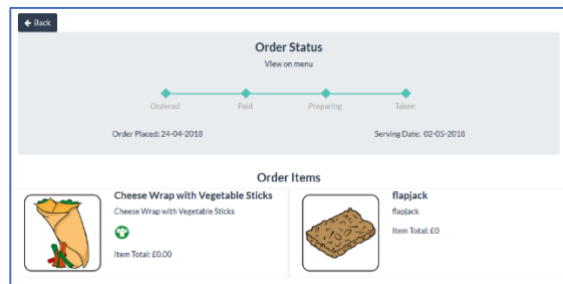 ← Back
Order Status
View on menu
Ordered Paid Preparing Taken
Order Placed: 24-04-2018 Serving Date: 02-05-2018
Order Items
Cheese Wrap with Vegetable Sticks
Cheese Wrap with Vegetable Sticks
Item Total: £0.00
flapjack
flapjack
Item Total: £0